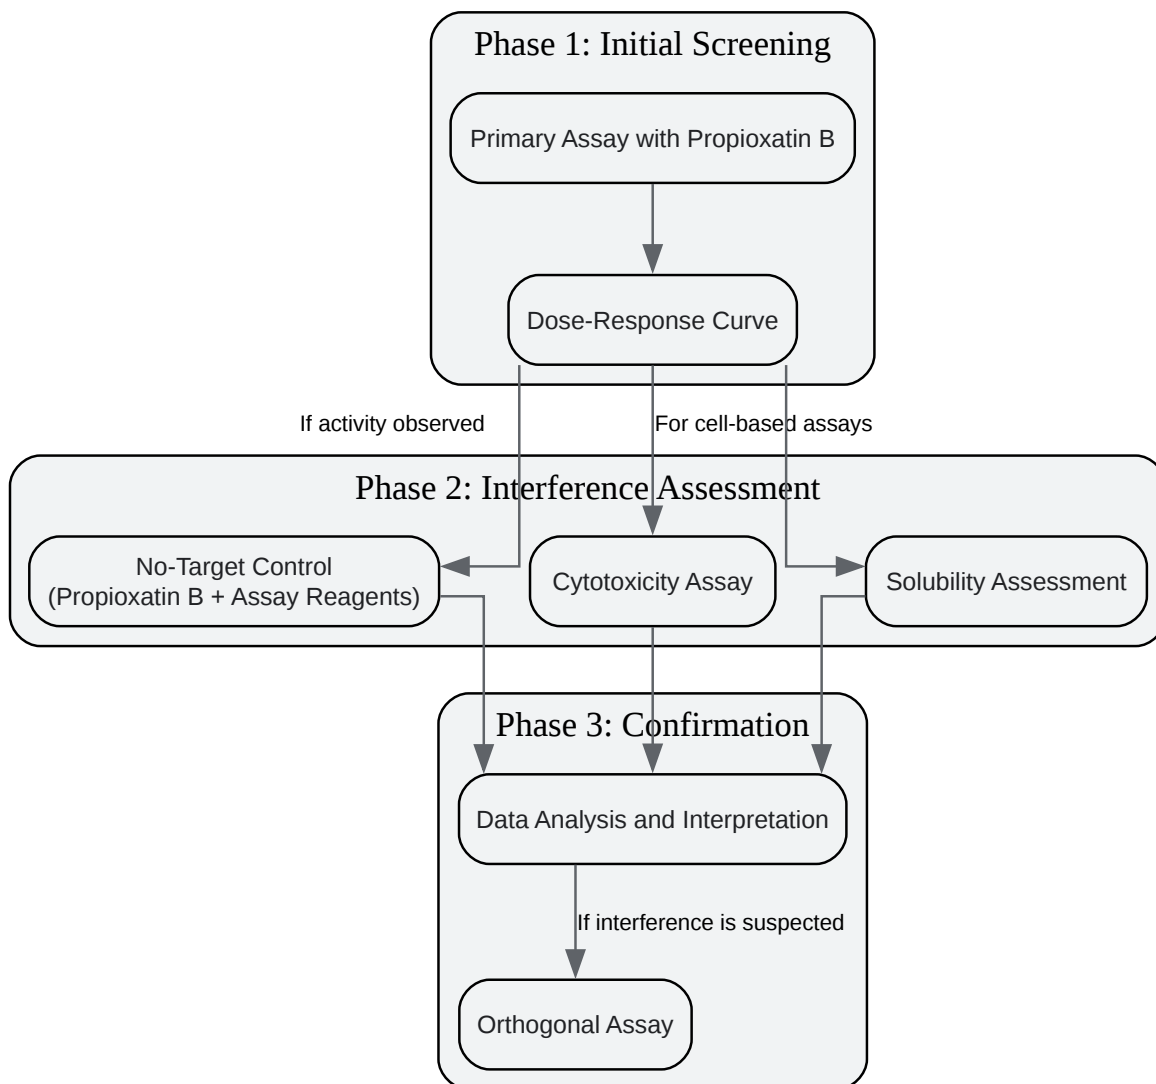 Phase 1: Initial Screening
Primary Assay with Propioxatin B
Dose-Response Curve
If activity observed
For cell-based assays
Phase 2: Interference Assessment
No-Target Control
(Propioxatin B + Assay Reagents)
Cytotoxicity Assay
Solubility Assessment
Phase 3: Confirmation
Data Analysis and Interpretation
If interference is suspected
Orthogonal Assay